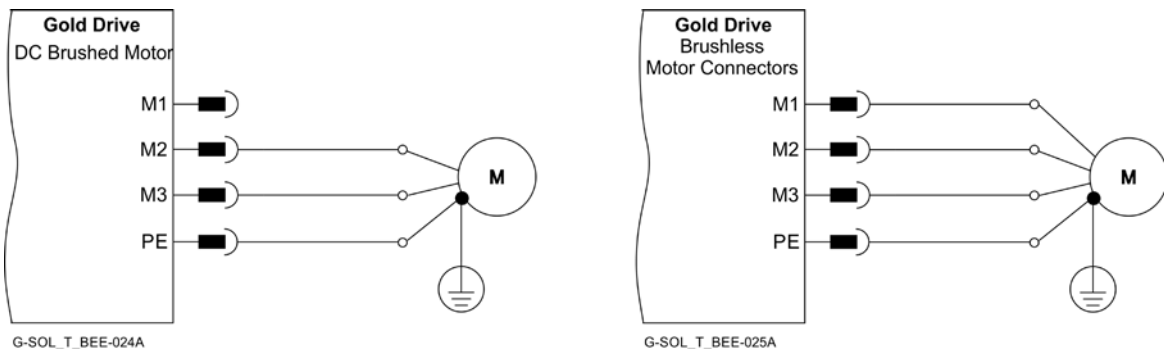 Gold Drive
DC Brushed Motor
M1
M2
M3
PE
M
G-SOL_T_BEE-024A
Gold Drive
Brushless
Motor Connectors
M1
M2
M3
PE
M
G-SOL_T_BEE-025A